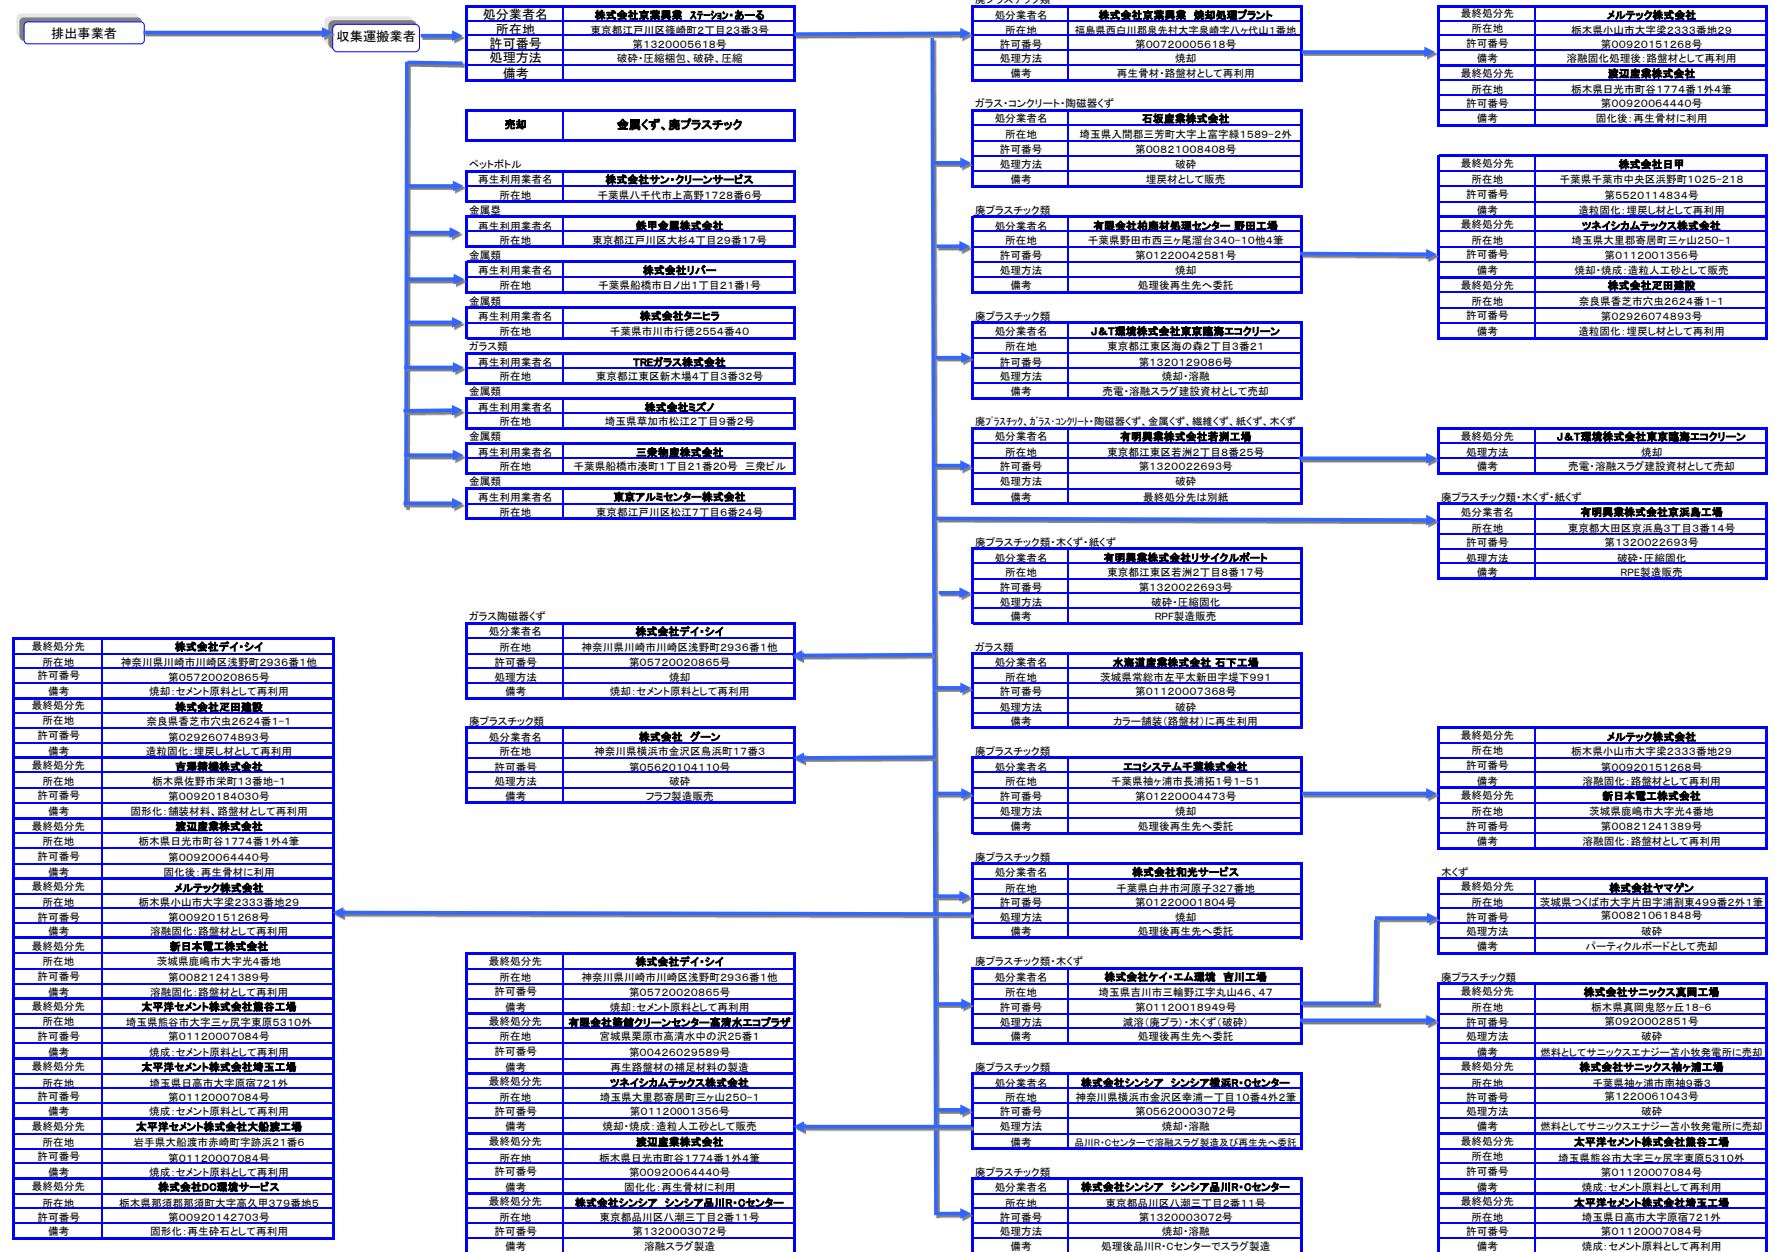 排出事業者
収集運搬業者
処分業者名 株式会社京葉興業 ステーション・あーる
所在地 東京都江戸川区篠崎町2丁目23番3号
許可番号 第1320005618号
処理方法 破砕・圧縮梱包、破砕、圧縮
備考
売却 金属くず、廃プラスチック
ペットボトル
再生利用業者名 株式会社サン・クリーンサービス
所在地 千葉県八千代市上高野1728番6号
金属類
再生利用業者名 鉄甲金属株式会社
所在地 東京都江戸川区大杉4丁目29番17号
金属類
再生利用業者名 株式会社リバー
所在地 千葉県船橋市日ノ出1丁目21番1号
金属類
再生利用業者名 株式会社タニヒラ
所在地 千葉県市川市行徳2554番40
ガラス類
再生利用業者名 TREガラス株式会社
所在地 東京都江東区新木場4丁目3番32号
金属類
再生利用業者名 株式会社ミズノ
所在地 埼玉県草加市松江2丁目9番2号
金属類
再生利用業者名 三衆物産株式会社
所在地 千葉県船橋市湊町1丁目21番20号 三衆ビル
金属類
再生利用業者名 東京アルミセンター株式会社
所在地 東京都江戸川区松江7丁目6番24号
ガラス陶磁器くず
処分業者名 株式会社デイ・シイ
所在地 神奈川県川崎市川崎区浅野町2936番1他
許可番号 第05720020865号
処理方法 焼却
備考 焼却:セメント原料として再利用
廃プラスチック類
処分業者名 株式会社 グーン
所在地 神奈川県横浜市金沢区鳥浜町17番3
許可番号 第05620104110号
処理方法 破砕
備考 フラフ製造販売
廃プラスチック類
処分業者名 株式会社京葉興業 焼却処理プラント
所在地 福島県西白川郡泉先村大字泉崎字八ヶ代山1番地
許可番号 第00720005618号
処理方法 焼却
備考 再生骨材・路盤材として再利用
ガラス・コンクリート・陶磁器くず
処分業者名 石坂産業株式会社
所在地 埼玉県入間郡三芳町大字上富字緑1589-2外
許可番号 第00821008408号
処理方法 破砕
備考 埋戻材として販売
廃プラスチック類
処分業者名 有限会社柏廃材処理センター 野田工場
所在地 千葉県野田市西三ヶ尾溜台340-10他4筆
許可番号 第01220042581号
処理方法 焼却
備考 処理後再生先へ委託
廃プラスチック類
処分業者名 J&T環境株式会社東京臨海エコクリーン
所在地 東京都江東区海の森2丁目3番21
許可番号 第1320129086号
処理方法 焼却・溶融
備考 売電・溶融スラグ建設資材として売却
廃プラスチック、ガラス・コンクリート・陶磁器くず、金属くず、繊維くず、紙くず、木くず
処分業者名 有明興業株式会社若洲工場
所在地 東京都江東区若洲2丁目8番25号
許可番号 第1320022693号
処理方法 破砕
備考 最終処分先は別紙
廃プラスチック類・木くず・紙くず
処分業者名 有明興業株式会社リサイクルポート
所在地 東京都江東区若洲2丁目8番17号
許可番号 第1320022693号
処理方法 破砕・圧縮固化
備考 RPF製造販売
ガラス類
処分業者名 水海道産業株式会社 石下工場
所在地 茨城県常総市左平太新田字堤下991
許可番号 第01120007368号
処理方法 破砕
備考 カラー舗装(路盤材)に再生利用
廃プラスチック類
処分業者名 エコシステム千葉株式会社
所在地 千葉県袖ヶ浦市長浦拓1号1-51
許可番号 第01220004473号
処理方法 焼却
備考 処理後再生先へ委託
廃プラスチック類
処分業者名 株式会社和光サービス
所在地 千葉県白井市河原子327番地
許可番号 第01220001804号
処理方法 焼却
備考 処理後再生先へ委託
廃プラスチック類・木くず
処分業者名 株式会社ケイ・エム環境 吉川工場
所在地 埼玉県吉川市三輪野江字丸山46、47
許可番号 第01120018949号
処理方法 減溶(廃プラ)・木くず(破砕)
備考 処理後再生先へ委託
廃プラスチック類
処分業者名 株式会社シンシア シンシア横浜R・Cセンター
所在地 神奈川県横浜市金沢区幸浦一丁目10番4外2筆
許可番号 第05620003072号
処理方法 焼却・溶融
備考 品川R・Cセンターで溶融スラグ製造及び再生先へ委託
廃プラスチック類
処分業者名 株式会社シンシア シンシア品川R・Cセンター
所在地 東京都品川区八潮三丁目2番11号
許可番号 第1320003072号
処理方法 焼却・溶融
備考 処理後品川R・Cセンターでスラグ製造
最終処分先 メルテック株式会社
所在地 栃木県小山市大字梁2333番地29
許可番号 第00920151268号
備考 溶融固化処理後:路盤材として再利用
最終処分先 渡辺産業株式会社
所在地 栃木県日光市町谷1774番1外4筆
許可番号 第00920064440号
備考 固化後:再生骨材に利用
最終処分先 株式会社日甲
所在地 千葉県千葉市中央区浜野町1025-218
許可番号 第5520114834号
備考 造粒固化:埋戻し材として再利用
最終処分先 ツネイシカムテックス株式会社
所在地 埼玉県大里郡寄居町三ヶ山250-1
許可番号 第0112001356号
備考 焼却・焼成:造粒人工砂として販売
最終処分先 株式会社疋田建設
所在地 奈良県香芝市穴虫2624番1-1
許可番号 第02926074893号
備考 造粒固化:埋戻し材として再利用
最終処分先 J&T環境株式会社東京臨海エコクリーン
処理方法 焼却
備考 売電・溶融スラグ建設資材として売却
廃プラスチック類・木くず・紙くず
処分業者名 有明興業株式会社京浜島工場
所在地 東京都大田区京浜島3丁目3番14号
許可番号 第1320022693号
処理方法 破砕・圧縮固化
備考 RPE製造販売
最終処分先 メルテック株式会社
所在地 栃木県小山市大字梁2333番地29
許可番号 第00920151268号
備考 溶融固化:路盤材として再利用
最終処分先 新日本電工株式会社
所在地 茨城県鹿嶋市大字光4番地
許可番号 第00821241389号
備考 溶融固化:路盤材として再利用
木くず
最終処分先 株式会社ヤマゲン
所在地 茨城県つくば市大字片田字浦割東499番2外1筆
許可番号 第00821061848号
処理方法 破砕
備考 パーティクルボードとして売却
廃プラスチック類
最終処分先 株式会社サニックス真岡工場
所在地 栃木県真岡鬼怒ケ丘18-6
許可番号 第0920002851号
処理方法 破砕
備考 燃料としてサニックスエナジー苫小牧発電所に売却
最終処分先 株式会社サニックス袖ヶ浦工場
所在地 千葉県袖ヶ浦市南袖9番3
許可番号 第1220061043号
処理方法 破砕
備考 燃料としてサニックスエナジー苫小牧発電所に売却
最終処分先 太平洋セメント株式会社熊谷工場
所在地 埼玉県熊谷市大字三ヶ尻字東原5310外
許可番号 第01120007084号
備考 焼成:セメント原料として再利用
最終処分先 太平洋セメント株式会社埼玉工場
所在地 埼玉県日高市大字原宿721外
許可番号 第01120007084号
備考 焼成:セメント原料として再利用
最終処分先 株式会社デイ・シイ
所在地 神奈川県川崎市川崎区浅野町2936番1他
許可番号 第05720020865号
備考 焼却:セメント原料として再利用
最終処分先 株式会社疋田建設
所在地 奈良県香芝市穴虫2624番1-1
許可番号 第02926074893号
備考 造粒固化:埋戻し材として再利用
最終処分先 吉澤精機株式会社
所在地 栃木県佐野市栄町13番地-1
許可番号 第00920184030号
備考 固形化:舗装材料、路盤材として再利用
最終処分先 渡辺産業株式会社
所在地 栃木県日光市町谷1774番1外4筆
許可番号 第00920064440号
備考 固化後:再生骨材に利用
最終処分先 メルテック株式会社
所在地 栃木県小山市大字梁2333番地29
許可番号 第00920151268号
備考 溶融固化:路盤材として再利用
最終処分先 新日本電工株式会社
所在地 茨城県鹿嶋市大字光4番地
許可番号 第00821241389号
備考 溶融固化:路盤材として再利用
最終処分先 太平洋セメント株式会社熊谷工場
所在地 埼玉県熊谷市大字三ヶ尻字東原5310外
許可番号 第01120007084号
備考 焼成:セメント原料として再利用
最終処分先 太平洋セメント株式会社埼玉工場
所在地 埼玉県日高市大字原宿721外
許可番号 第01120007084号
備考 焼成:セメント原料として再利用
最終処分先 太平洋セメント株式会社大船渡工場
所在地 岩手県大船渡市赤崎町字跡浜21番6
許可番号 第01120007084号
備考 焼成:セメント原料として再利用
最終処分先 株式会社DC環境サービス
所在地 栃木県那須郡那須町大字高久甲379番地5
許可番号 第00920142703号
備考 固形化:再生砕石として利用
最終処分先 株式会社デイ・シイ
所在地 神奈川県川崎市川崎区浅野町2936番1他
許可番号 第05720020865号
備考 焼却:セメント原料として再利用
最終処分先 有限会社築館クリーンセンター高清水エコプラザ
所在地 宮城県栗原市高清水中の沢25番1
許可番号 第00426029589号
備考 再生路盤材の補足材料の製造
最終処分先 ツネイシカムテックス株式会社
所在地 埼玉県大里郡寄居町三ヶ山250-1
許可番号 第01120001356号
備考 焼却・焼成:造粒人工砂として販売
最終処分先 渡辺産業株式会社
所在地 栃木県日光市町谷1774番1外4筆
許可番号 第00920064440号
備考 固化化:再生骨材に利用
最終処分先 株式会社シンシア シンシア品川R・Cセンター
所在地 東京都品川区八潮三丁目2番11号
許可番号 第1320003072号
備考 溶融スラグ製造